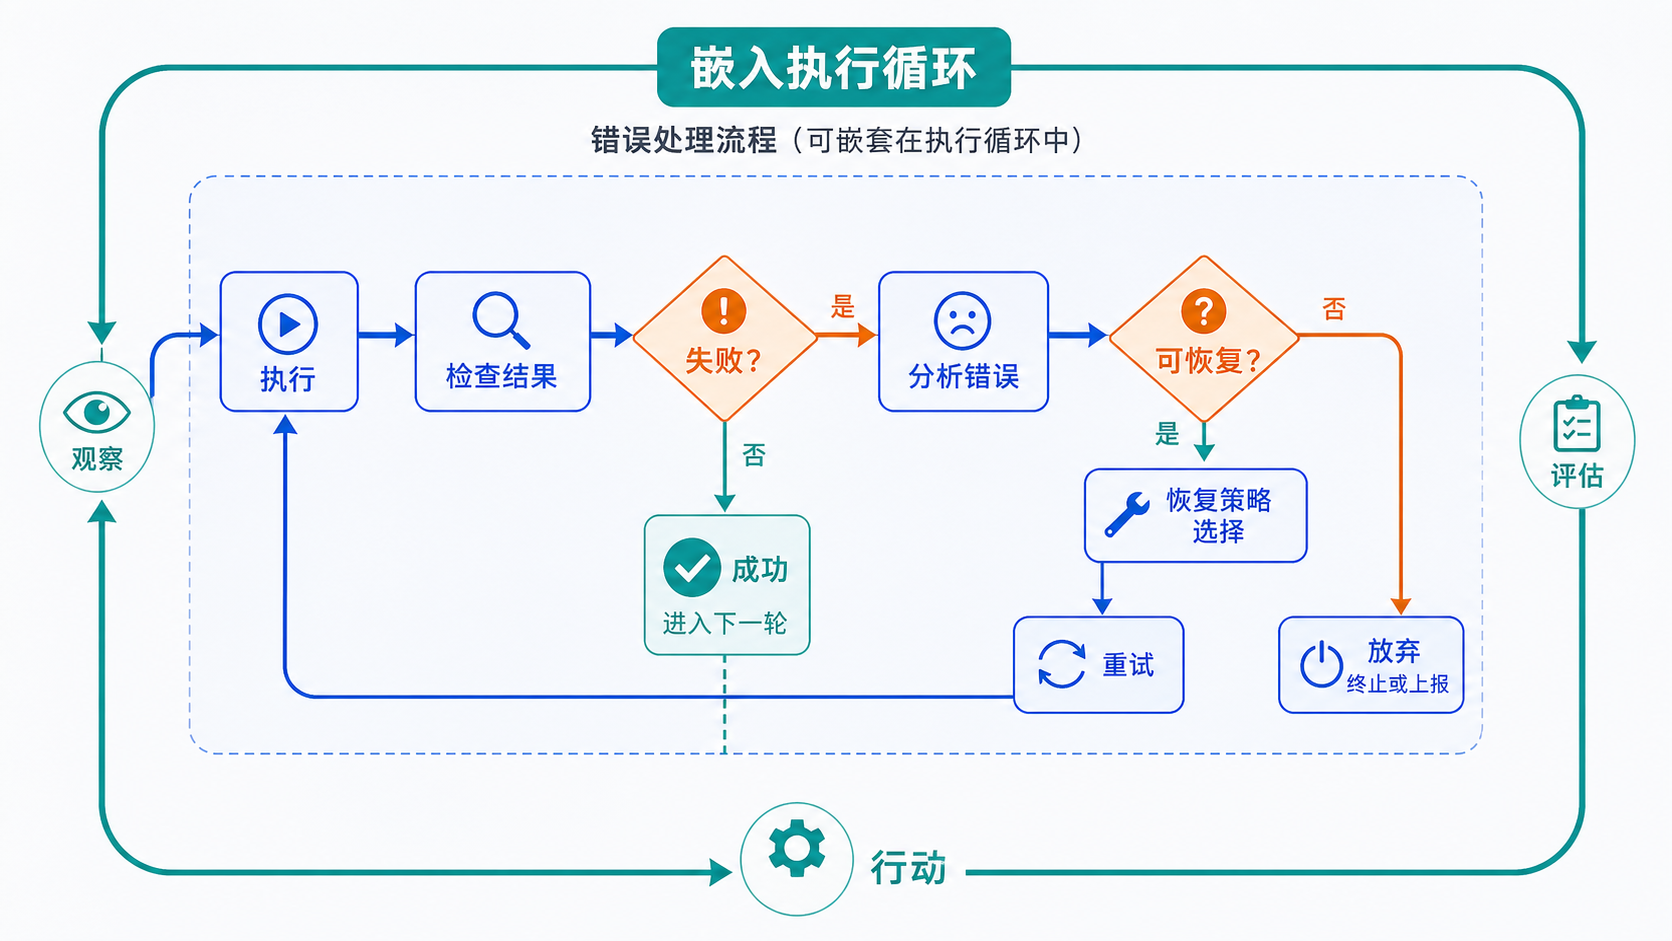 嵌入执行循环
错误处理流程（可嵌套在执行循环中）
执行
检查结果
失败?
是
分析错误
可恢复?
否
观察
否
是
评估
恢复策略
选择
成功
进入下一轮
重试
放弃
终止或上报
行动